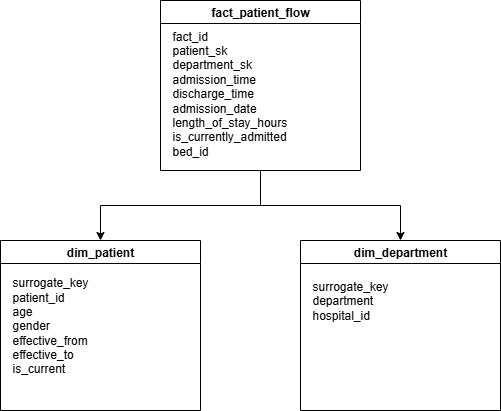 fact_patient_flow
fact_id
patient_sk
department_sk
admission_time
discharge_time
admission_date
length_of_stay_hours
is_currently_admitted
bed_id
dim_patient
surrogate_key
patient_id
age
gender
effective_from
effective_to
is_current
dim_department
surrogate_key
department
hospital_id